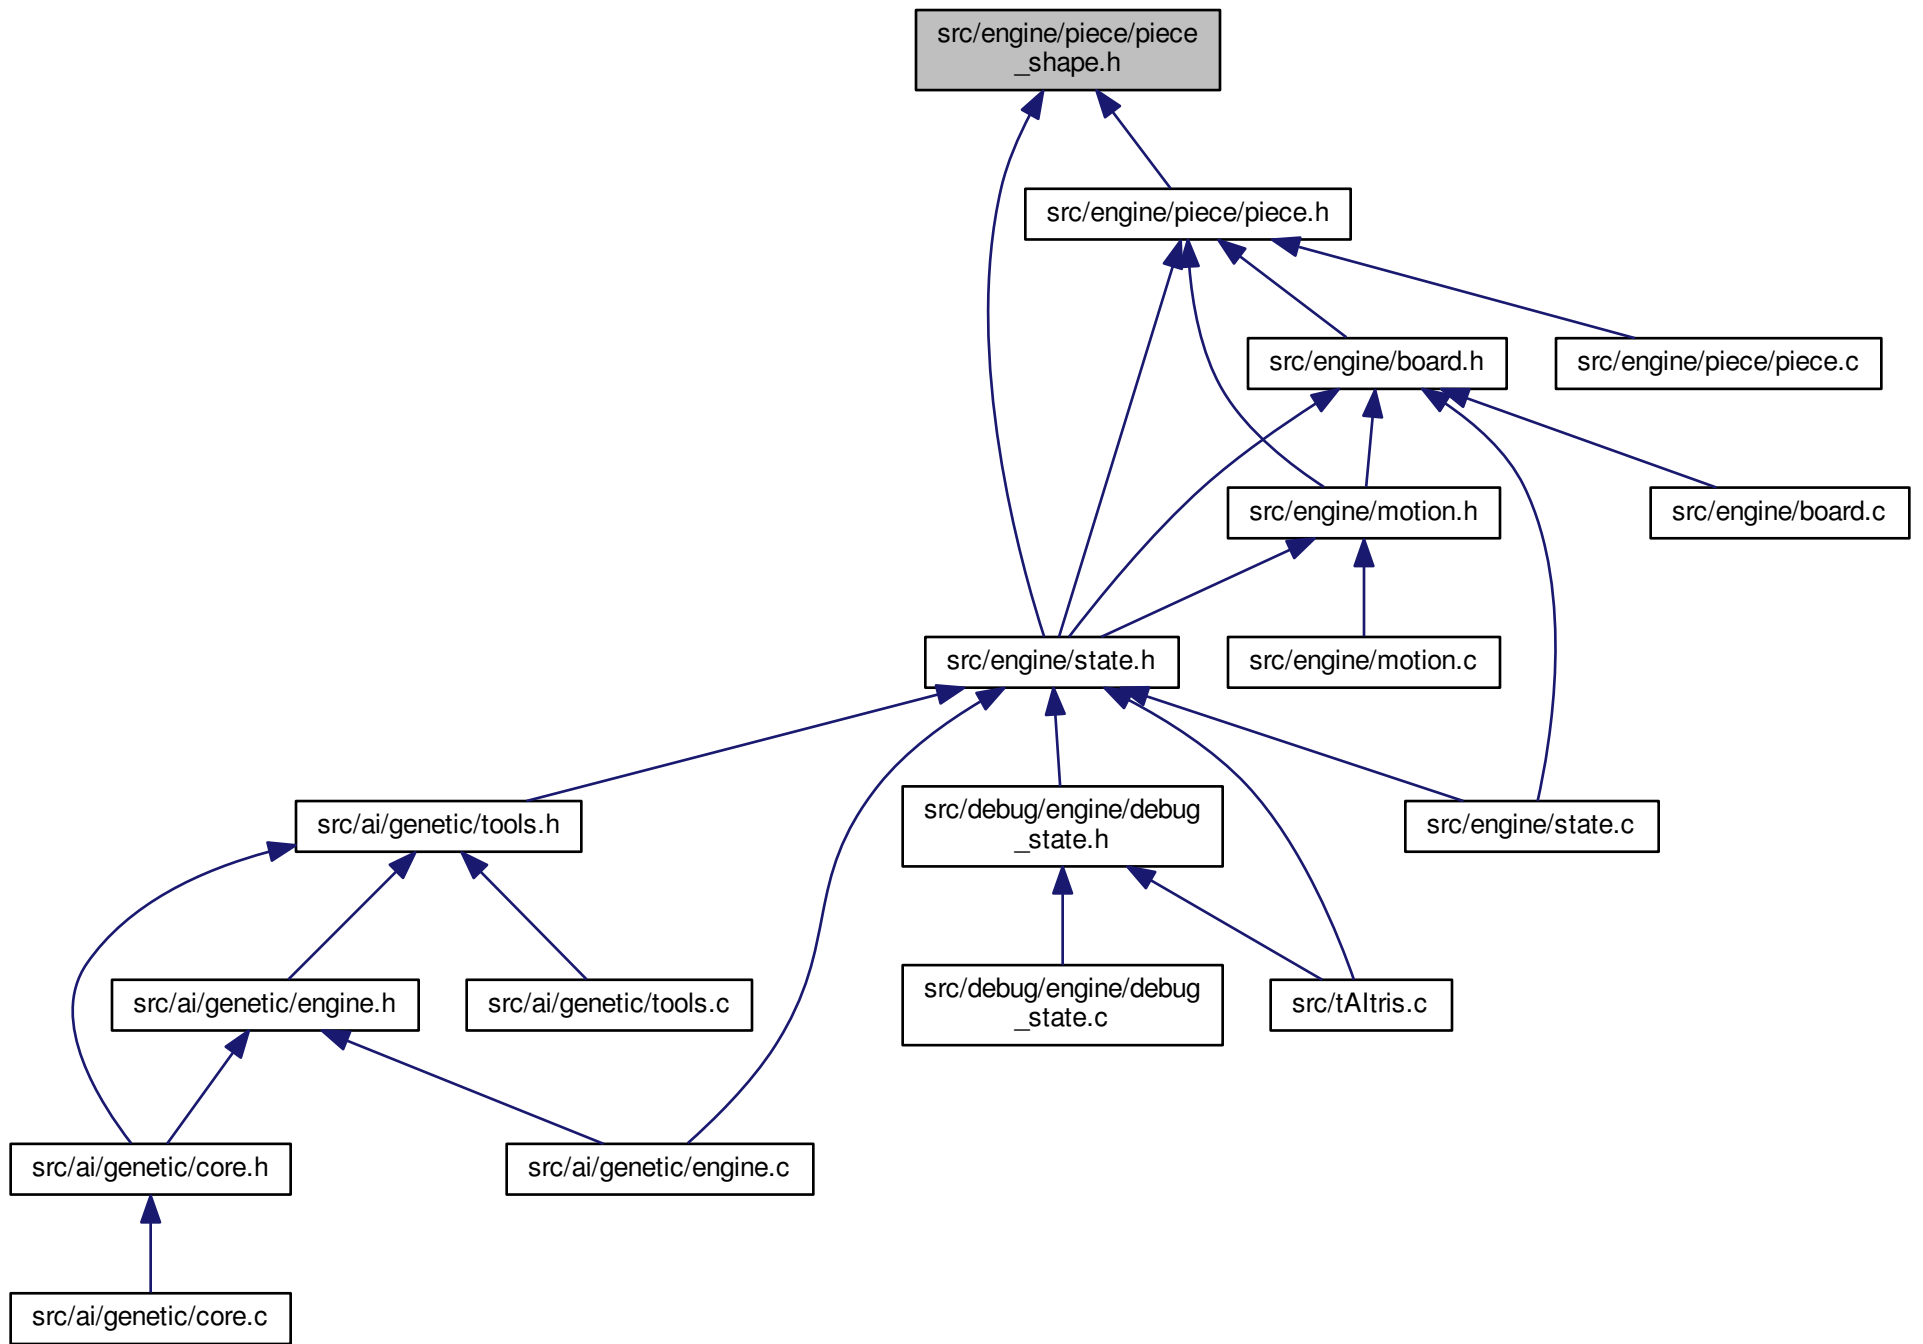 src/engine/piece/piece
_shape.h
src/engine/piece/piece.h
src/engine/board.h
src/engine/piece/piece.c
src/engine/motion.h
src/engine/board.c
src/engine/state.h
src/engine/motion.c
src/ai/genetic/tools.h
src/debug/engine/debug
_state.h
src/engine/state.c
src/ai/genetic/engine.h
src/ai/genetic/tools.c
src/debug/engine/debug
_state.c
src/tAItris.c
src/ai/genetic/core.h
src/ai/genetic/engine.c
src/ai/genetic/core.c